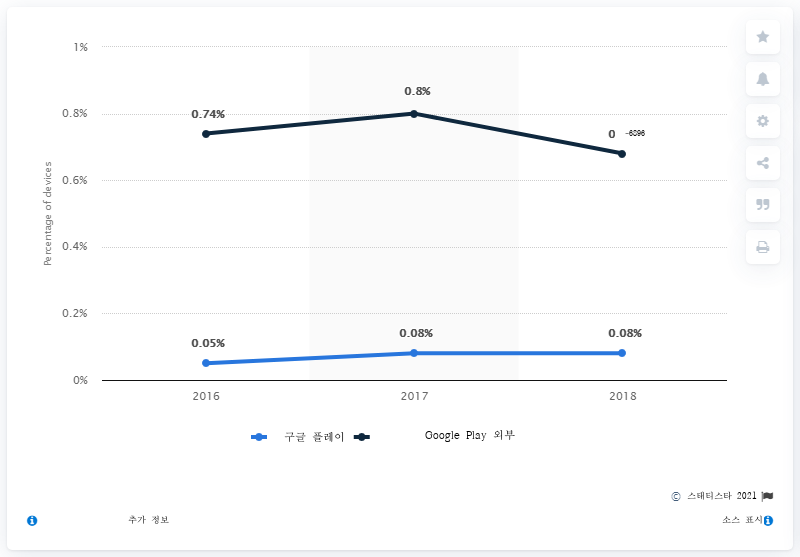 1%
0.8%
0.8%
0.74%
0 -6896
0.6%
Percentage of devices
0.4%
0.2%
0.05%
0.08%
0.08%
0%
2016
2017
2018
구글 플레이
Google Play 외부
© 스태티스타 2021
추가 정보
소스 표시